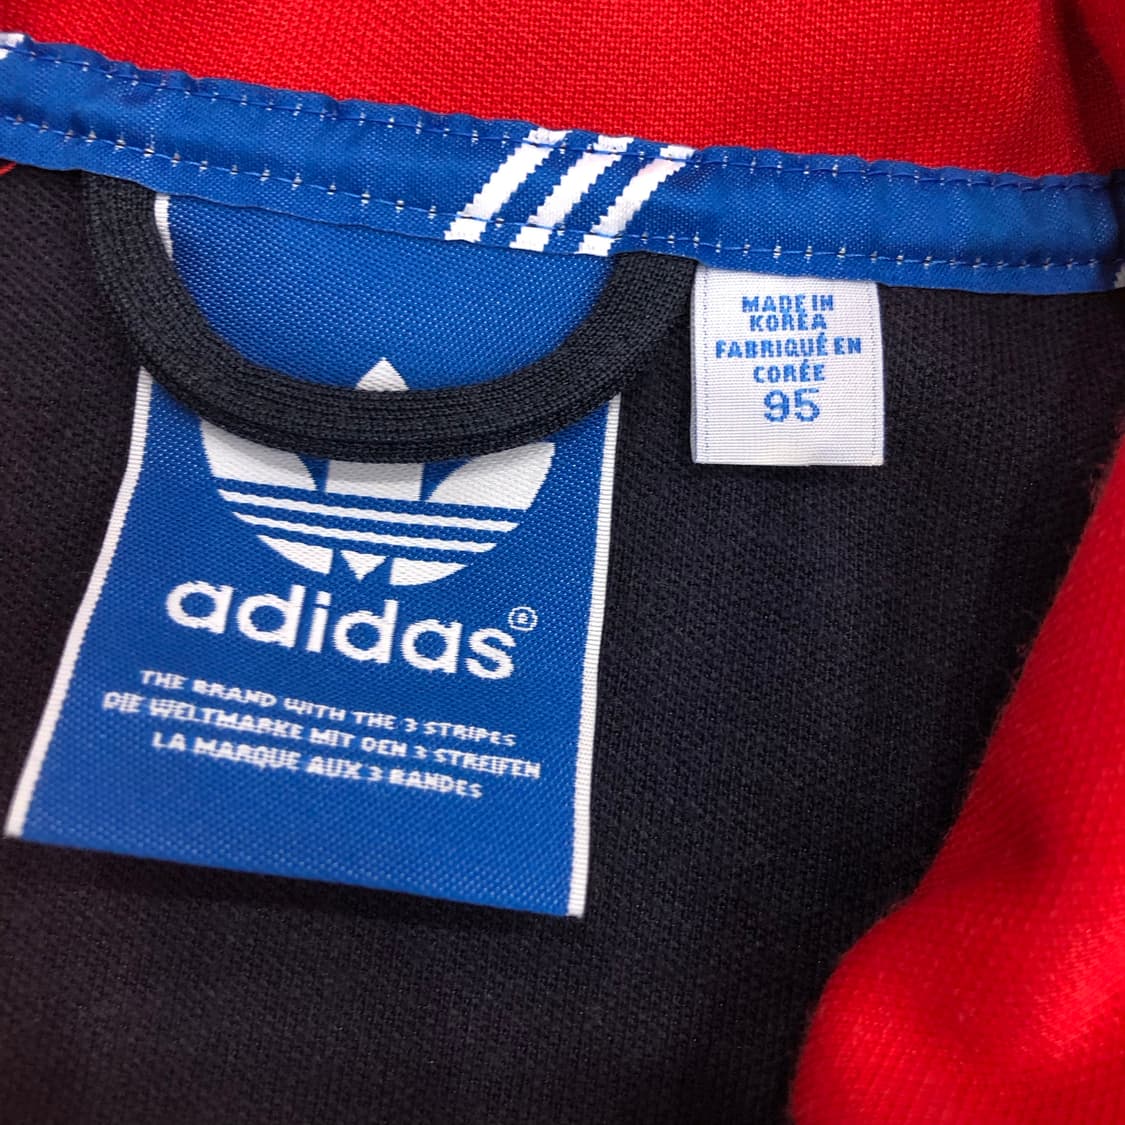 MADE IN
KOREA
FABRIQUÉ EN
CORÉE
95
adidas®
THE BRAND WITH THE 3 STRIPES
DIE WELTMARKE MIT DEN 3 STREIFEN
LA MARQUE AUX 3 BANDES